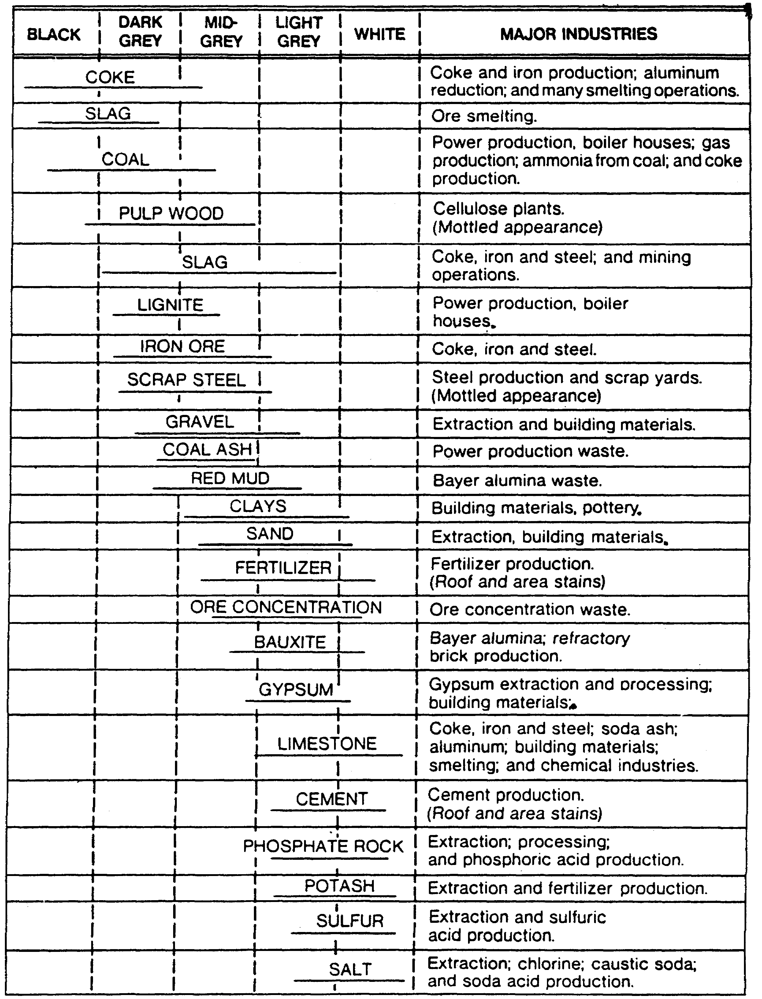 BLACK
DARK GREY
MID-GREY
LIGHT GREY
WHITE
MAJOR INDUSTRIES
COKE
Coke and iron production; aluminum
reduction; and many smelting operations.
SLAG
Ore smelting.
COAL
Power production, boiler houses; gas
production; ammonia from coal; and coke
production.
PULP WOOD
Cellulose plants.
(Mottled appearance)
SLAG
Coke, iron and steel; and mining
operations.
LIGNITE
Power production, boiler
houses.
IRON ORE
Coke, iron and steel.
SCRAP STEEL
Steel production and scrap yards.
(Mottled appearance)
GRAVEL
Extraction and building materials.
COAL ASH
Power production waste.
RED MUD
Bayer alumina waste.
CLAYS
Building materials, pottery.
SAND
Extraction, building materials.
FERTILIZER
Fertilizer production.
(Roof and area stains)
ORE CONCENTRATION
Ore concentration waste.
BAUXITE
Bayer alumina; refractory
brick production.
GYPSUM
Gypsum extraction and processing;
building materials;.
LIMESTONE
Coke, iron and steel; soda ash;
aluminum; building materials;
smelting; and chemical industries.
CEMENT
Cement production.
(Roof and area stains)
PHOSPHATE ROCK
Extraction; processing;
and phosphoric acid production.
POTASH
Extraction and fertilizer production.
SULFUR
Extraction and sulfuric
acid production.
SALT
Extraction; chlorine; caustic soda;
and soda acid production.